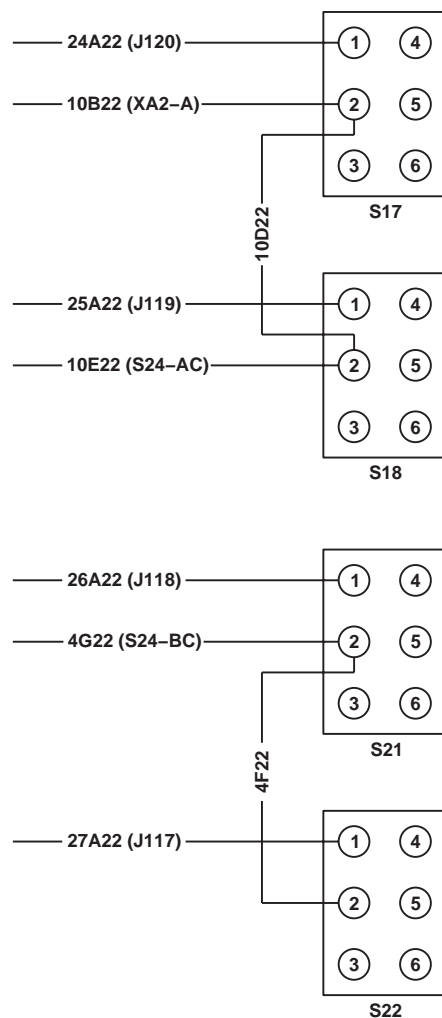 24A22 (J120)
1 4
10B22 (XA2–A)
2 5
3 6
S17
10D22
25A22 (J119)
1 4
10E22 (S24–AC)
2 5
3 6
S18
26A22 (J118)
1 4
4G22 (S24–BC)
2 5
3 6
S21
4F22
27A22 (J117)
1 4
2 5
3 6
S22